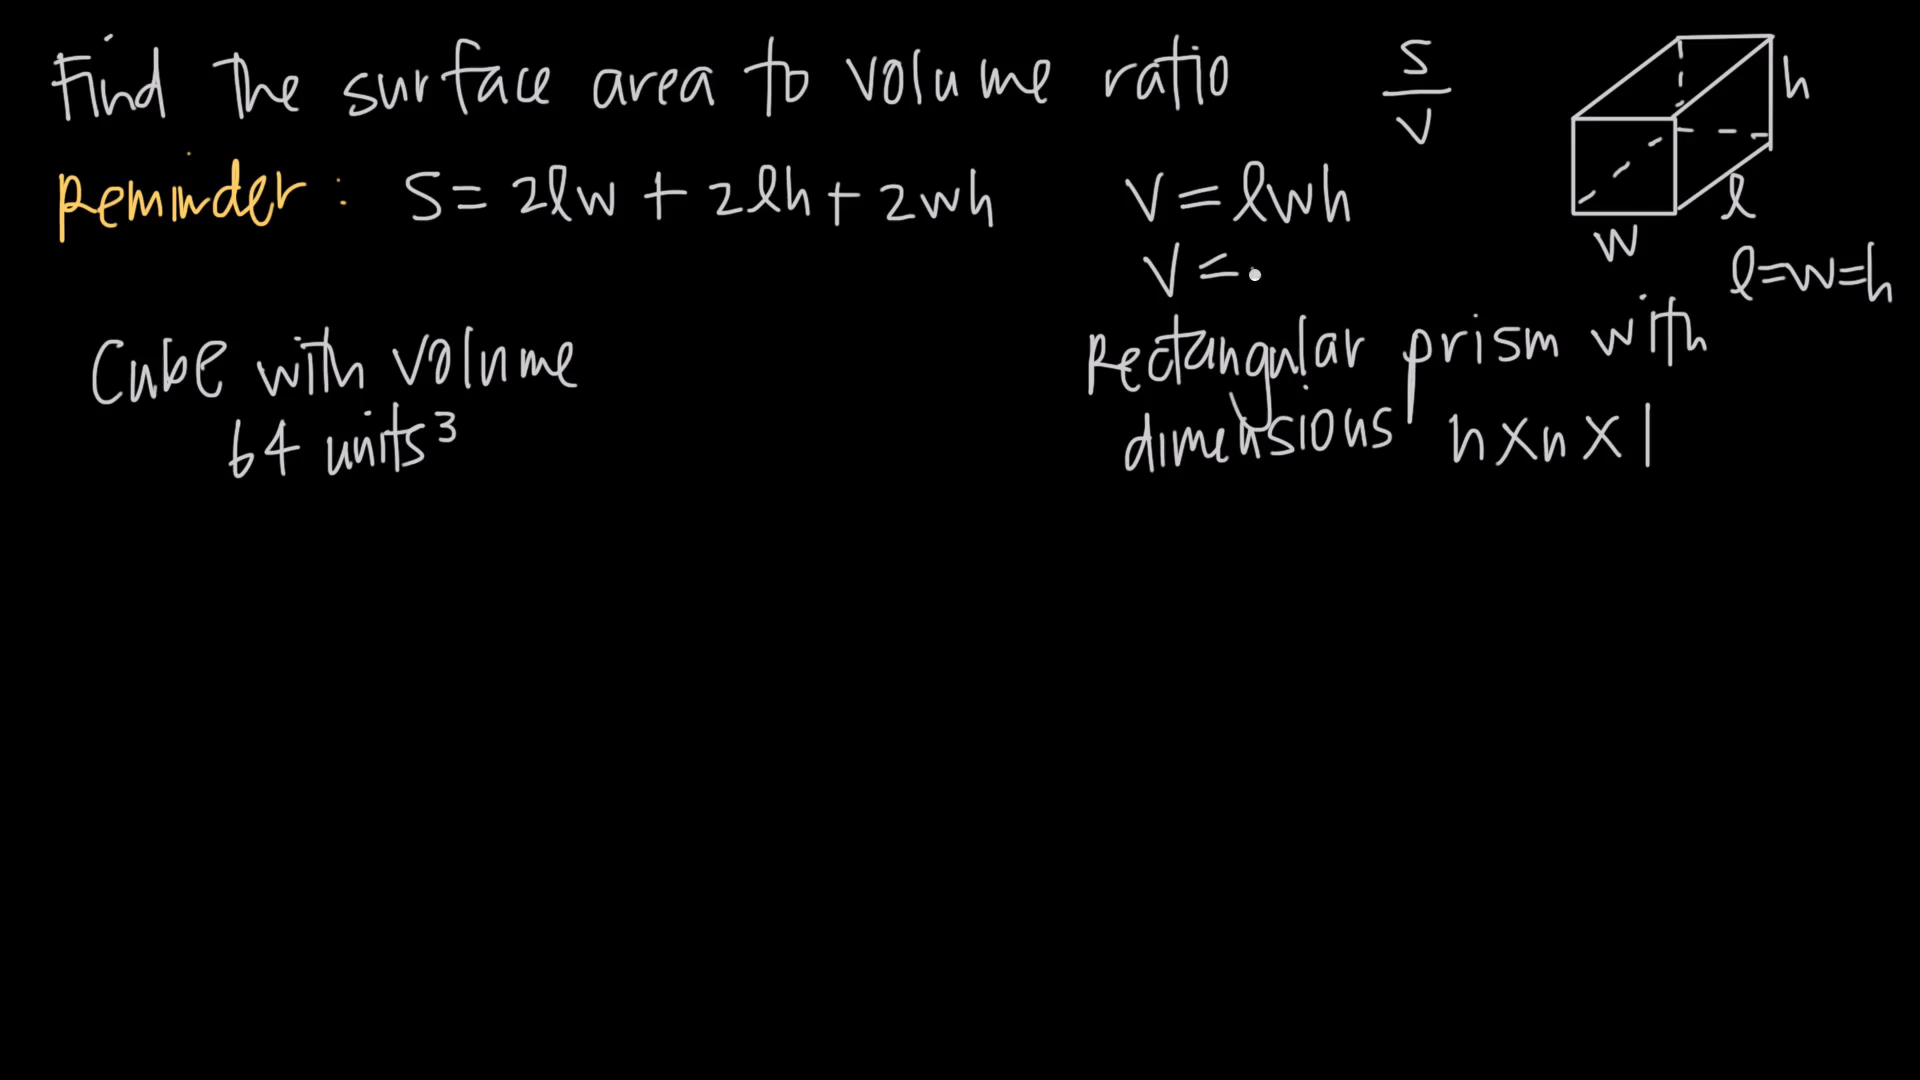 Find the surface area to volume ratio
S
V
h
Reminder: S = 2lw + 2lh + 2wh
V = lwh
l
w
V =
l=w=h
Cube with volume
64 units³
Rectangular prism with
dimensions n x n x 1